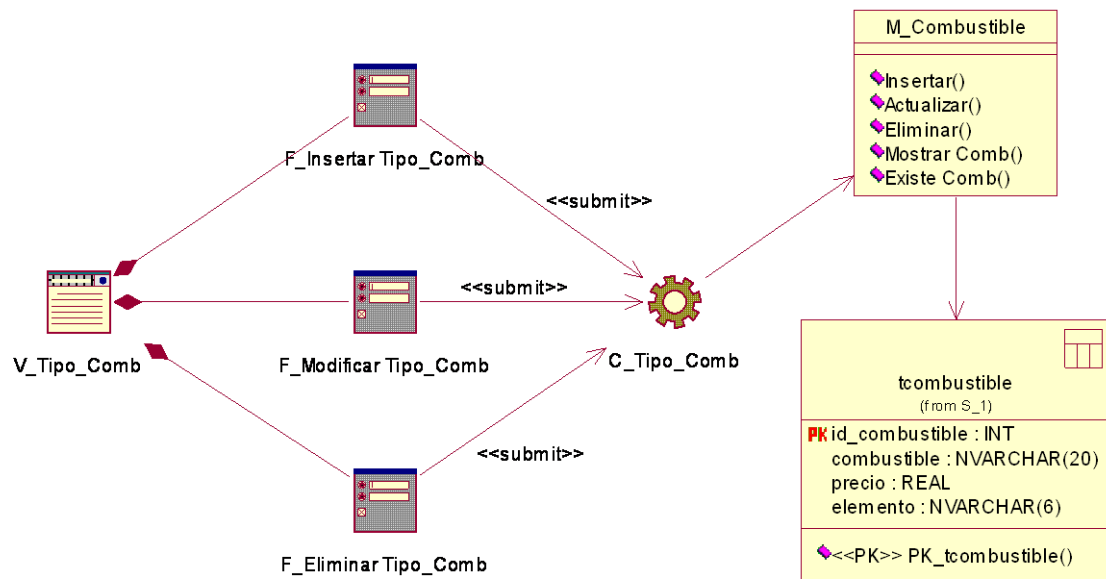 M_Combustible
Insertar()
Actualizar()
Eliminar()
Mostrar Comb()
Existe Comb()
F_Insertar Tipo_Comb
<<submit>>
V_Tipo_Comb
F_Modificar Tipo_Comb
<<submit>>
C_Tipo_Comb
F_Eliminar Tipo_Comb
<<submit>>
tcombustible
(from S_1)
PK id_combustible : INT
combustible : NVARCHAR(20)
precio : REAL
elemento : NVARCHAR(6)
<<PK>> PK_tcombustible()